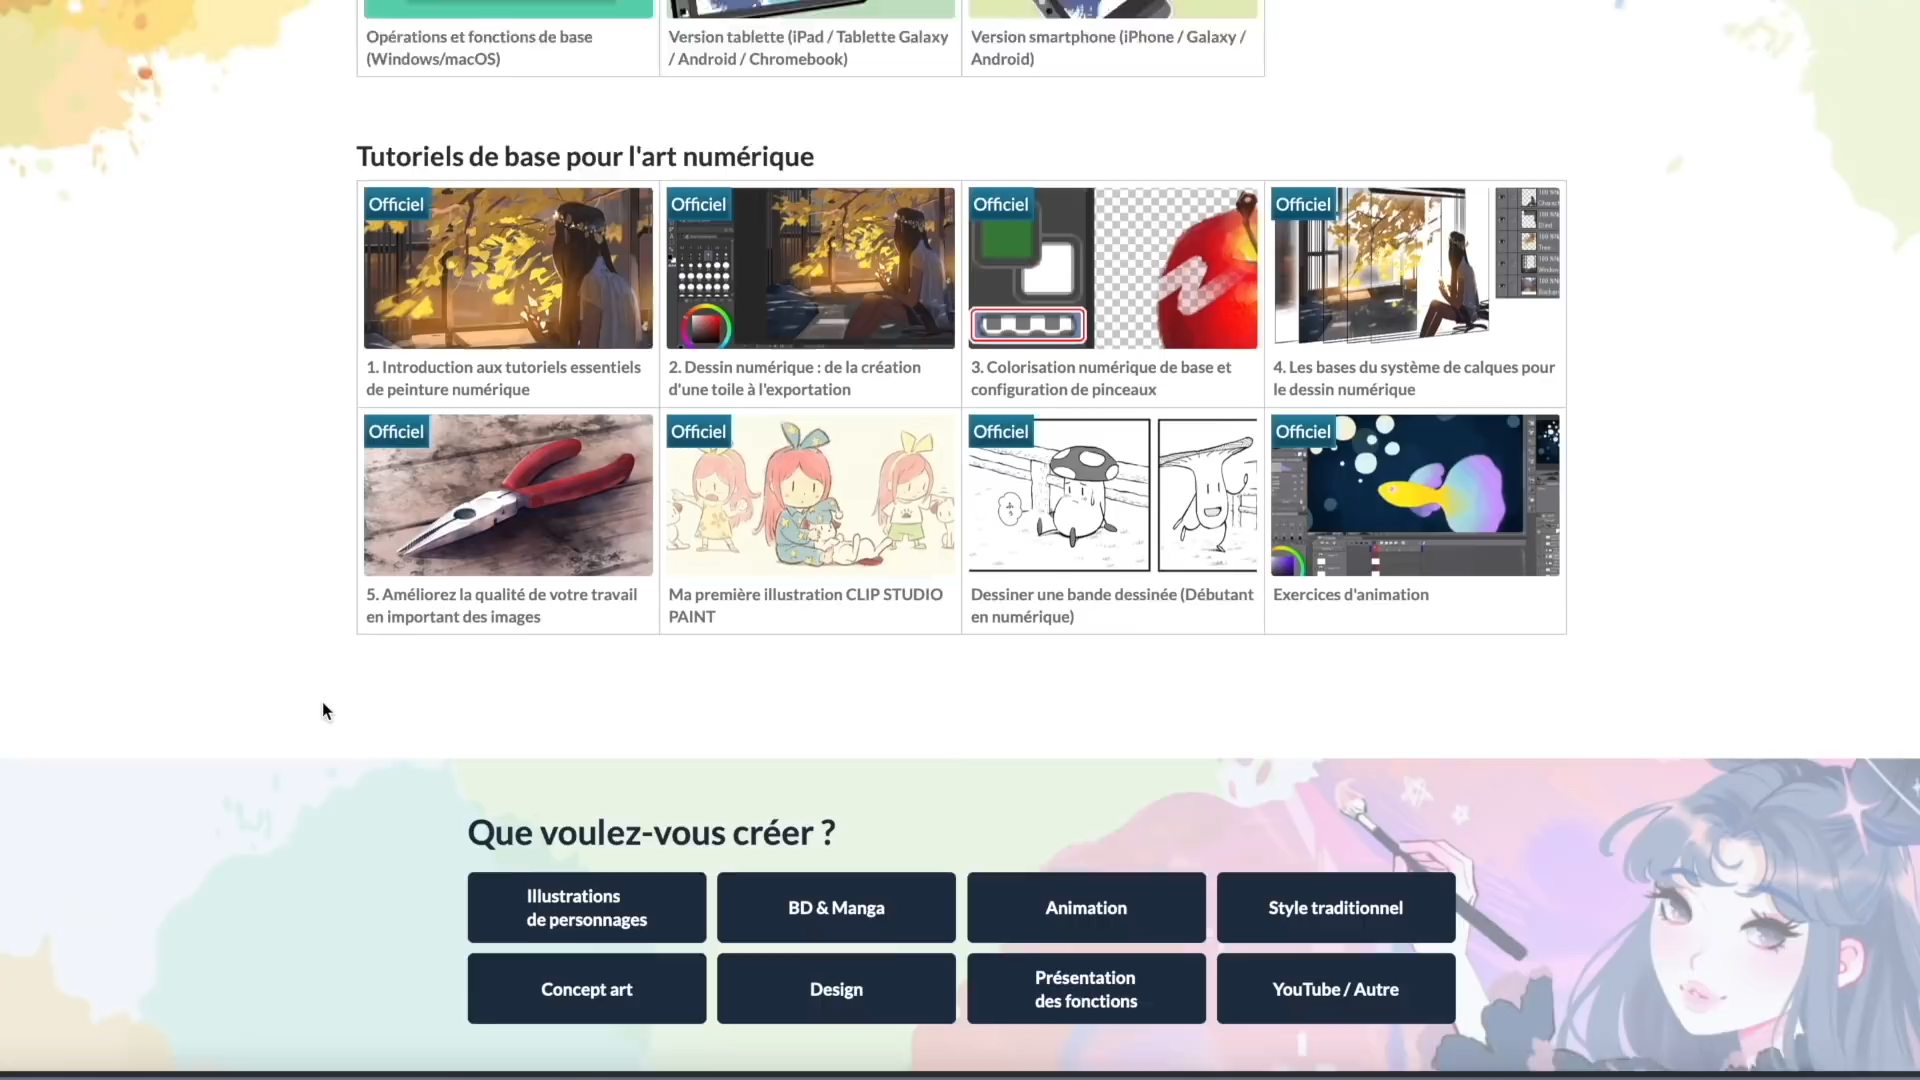 Opérations et fonctions de base
(Windows/macOS)
Version tablette (iPad / Tablette Galaxy
/ Android / Chromebook)
Version smartphone (iPhone / Galaxy /
Android)
Tutoriels de base pour l'art numérique
Officiel
Officiel
Officiel
Officiel
1. Introduction aux tutoriels essentiels
de peinture numérique
2. Dessin numérique : de la création
d'une toile à l'exportation
3. Colorisation numérique de base et
configuration de pinceaux
4. Les bases du système de calques pour
le dessin numérique
Officiel
Officiel
Officiel
Officiel
5. Améliorez la qualité de votre travail
en important des images
Ma première illustration CLIP STUDIO
PAINT
Dessiner une bande dessinée (Débutant
en numérique)
Exercices d'animation
Que voulez-vous créer ?
Illustrations
de personnages
BD & Manga
Animation
Style traditionnel
Concept art
Design
Présentation
des fonctions
YouTube / Autre